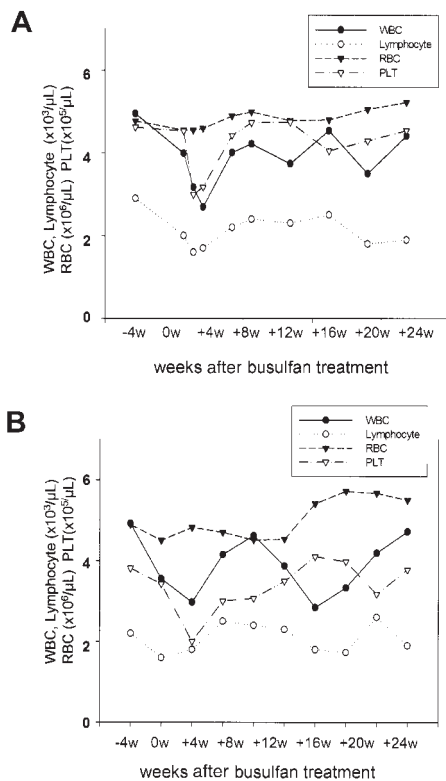 A
WBC
Lymphocyte
RBC
PLT
WBC, Lymphocyte (x10³/µL)
RBC (x10⁶/µL) PLT(x10⁵/µL)
6
4
2
0
-4w 0w +4w +8w +12w +16w +20w +24w
weeks after busulfan treatment
B
WBC
Lymphocyte
RBC
PLT
WBC, Lymphocyte (x10³/µL)
RBC (x10⁶/µL) PLT(x10⁵/µL)
6
4
2
0
-4w 0w +4w +8w +12w +16w +20w +24w
weeks after busulfan treatment